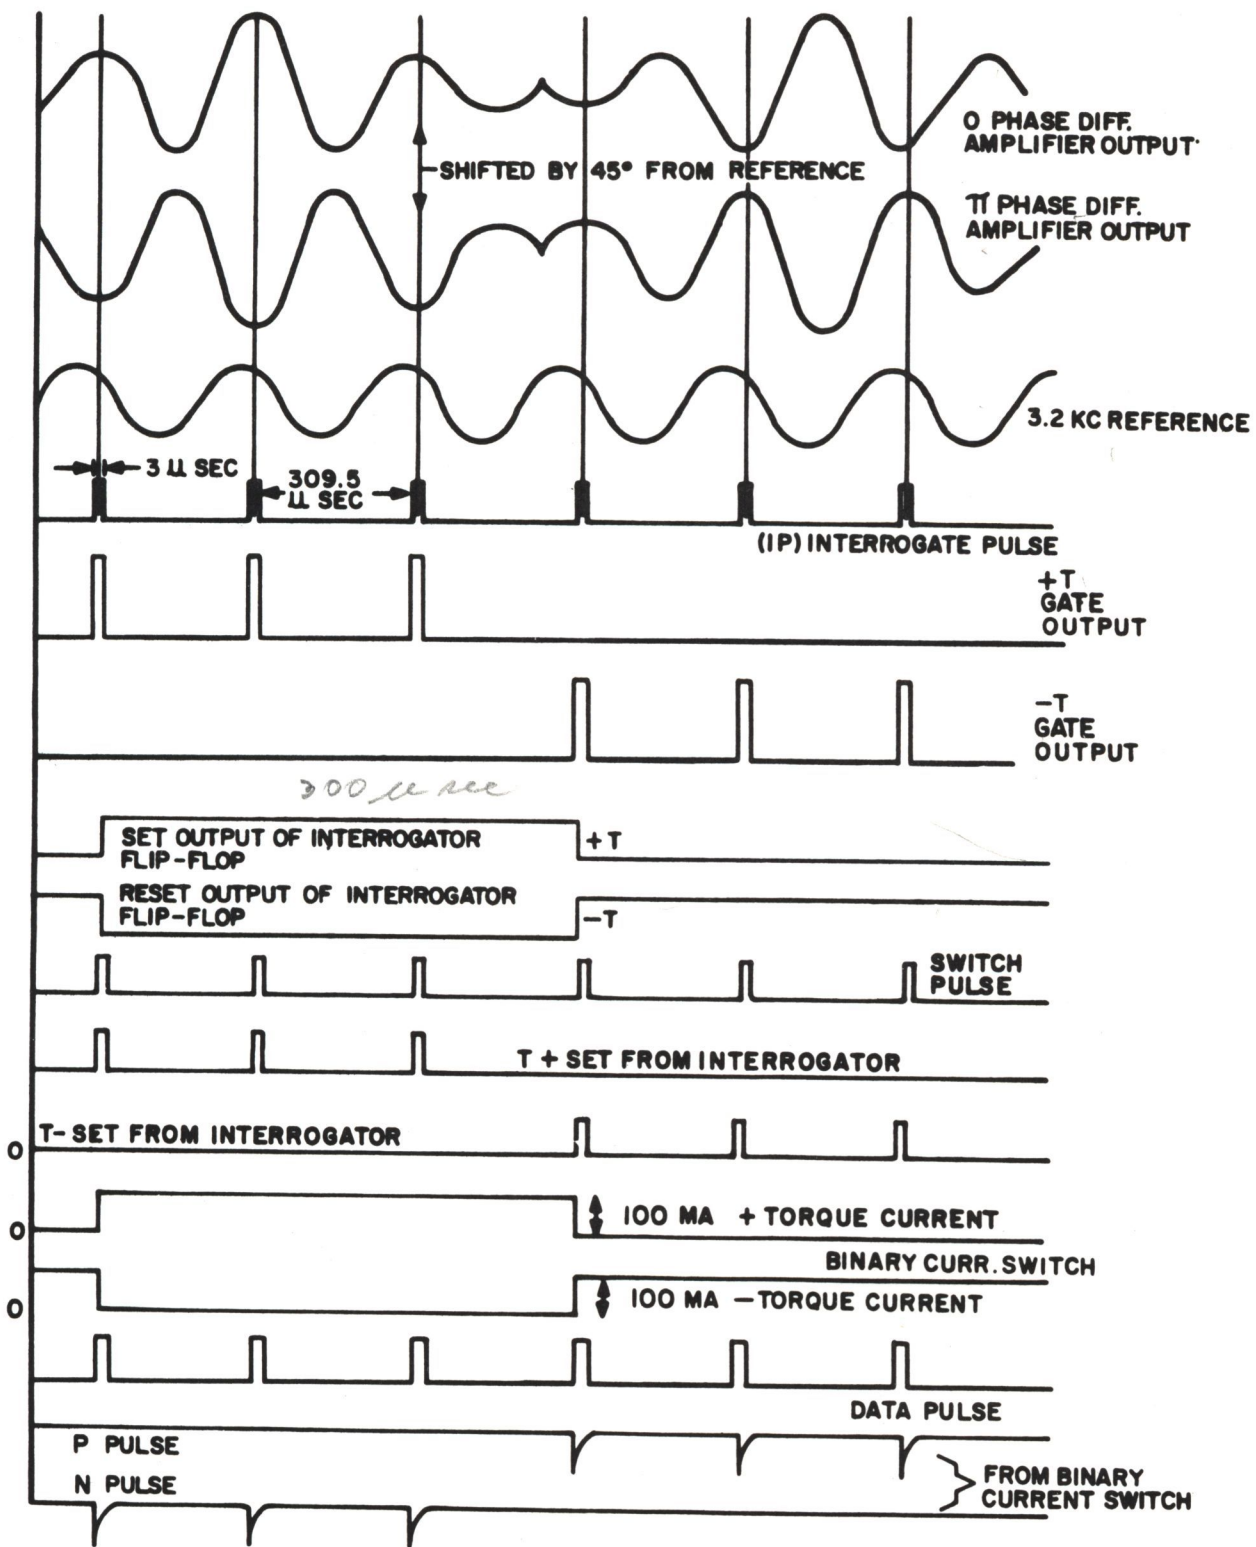 O PHASE DIFF.
AMPLIFIER OUTPUT
SHIFTED BY 45° FROM REFERENCE
π PHASE DIFF.
AMPLIFIER OUTPUT
3.2 KC REFERENCE
3 µ SEC
309.5
µ SEC
(IP) INTERROGATE PULSE
+T
GATE
OUTPUT
-T
GATE
OUTPUT
300 µ sec
SET OUTPUT OF INTERROGATOR
FLIP-FLOP
+T
RESET OUTPUT OF INTERROGATOR
FLIP-FLOP
-T
SWITCH
PULSE
T + SET FROM INTERROGATOR
T- SET FROM INTERROGATOR
O
100 MA + TORQUE CURRENT
O
BINARY CURR. SWITCH
100 MA - TORQUE CURRENT
O
DATA PULSE
P PULSE
N PULSE
FROM BINARY
CURRENT SWITCH